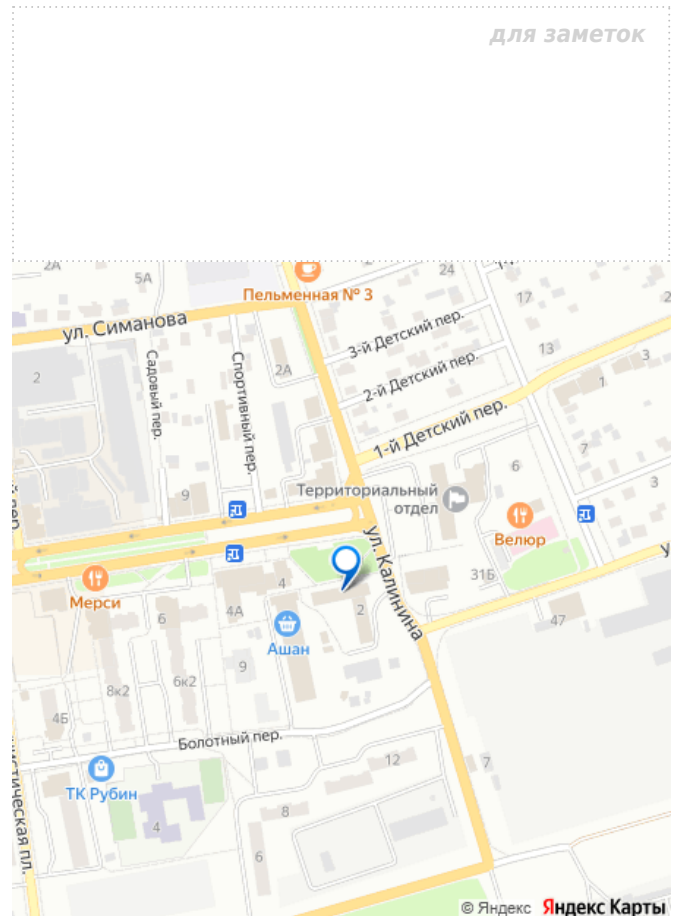 для заметок
2А
5А
24
Пельменная № 3
17
2
ул. Симанова
3-й Детский пер.
13
3
Садовый пер.
Спортивный пер.
2А
2-й Детский пер.
1
2
1-й Детский пер.
7
9
Территориальный
отдел
6
3
Велюр
ул. Калинина
Мерси
4
31Б
4А
2
6
Ашан
47
9
8к2
6к2
4Б
Болотный пер.
12
7
ТК Рубин
4
8
6
© Яндекс Яндекс Карты